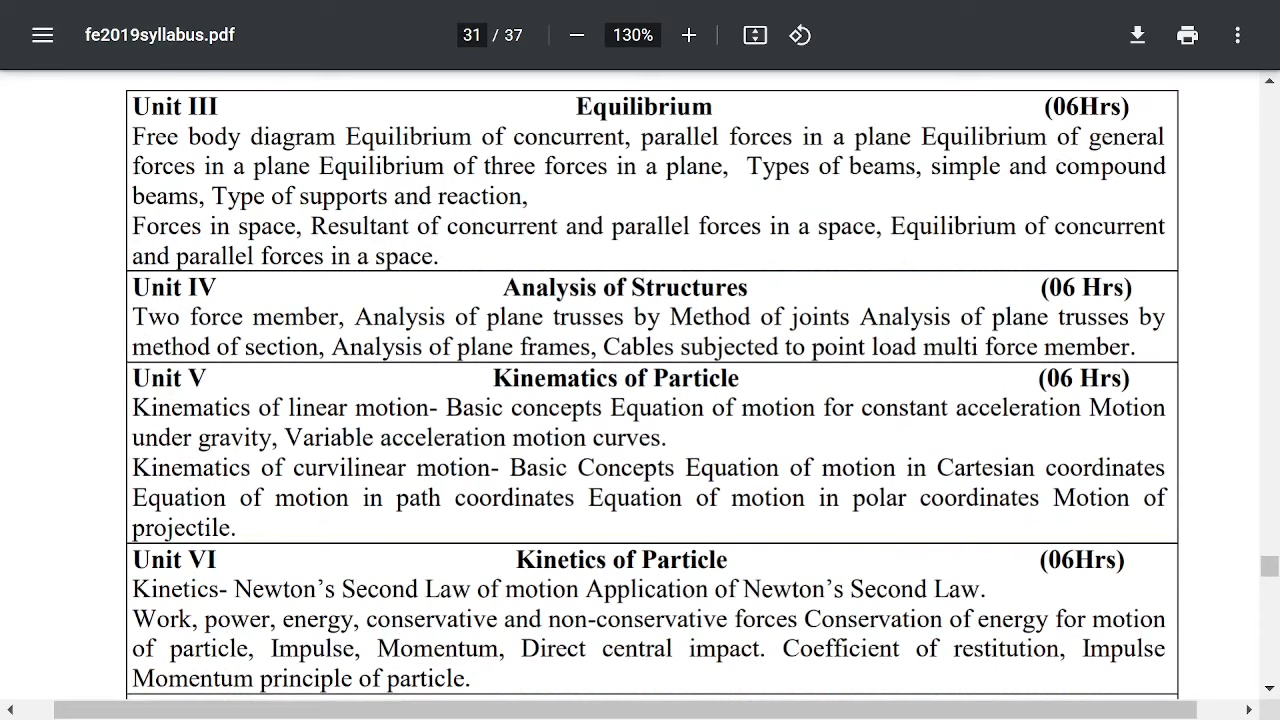 fe2019syllabus.pdf 31 / 37 130%
Unit III Equilibrium (06Hrs)
Free body diagram Equilibrium of concurrent, parallel forces in a plane Equilibrium of general
forces in a plane Equilibrium of three forces in a plane, Types of beams, simple and compound
beams, Type of supports and reaction,
Forces in space, Resultant of concurrent and parallel forces in a space, Equilibrium of concurrent
and parallel forces in a space.
Unit IV Analysis of Structures (06 Hrs)
Two force member, Analysis of plane trusses by Method of joints Analysis of plane trusses by
method of section, Analysis of plane frames, Cables subjected to point load multi force member.
Unit V Kinematics of Particle (06 Hrs)
Kinematics of linear motion- Basic concepts Equation of motion for constant acceleration Motion
under gravity, Variable acceleration motion curves.
Kinematics of curvilinear motion- Basic Concepts Equation of motion in Cartesian coordinates
Equation of motion in path coordinates Equation of motion in polar coordinates Motion of
projectile.
Unit VI Kinetics of Particle (06Hrs)
Kinetics- Newton’s Second Law of motion Application of Newton’s Second Law.
Work, power, energy, conservative and non-conservative forces Conservation of energy for motion
of particle, Impulse, Momentum, Direct central impact. Coefficient of restitution, Impulse
Momentum principle of particle.